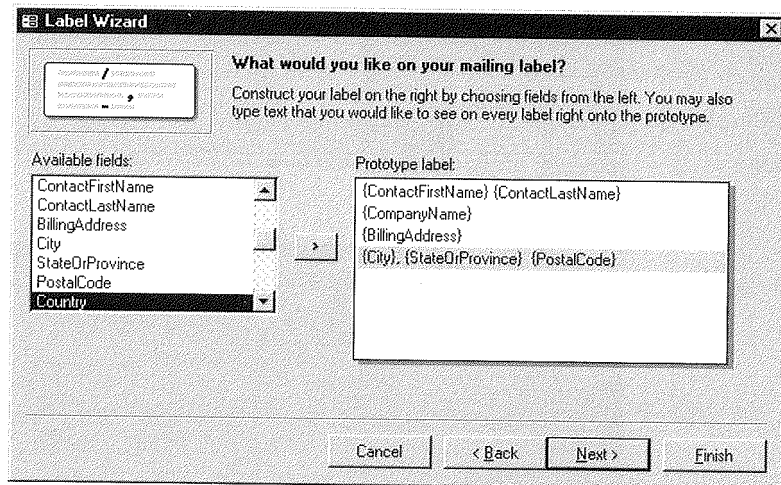 Label Wizard
What would you like on your mailing label?
Construct your label on the right by choosing fields from the left. You may also
type text that you would like to see on every label right onto the prototype.
Available fields:
ContactFirstName
ContactLastName
BillingAddress
City
StateOrProvince
PostalCode
Country
>
Prototype label:
{ContactFirstName} {ContactLastName}
{CompanyName}
{BillingAddress}
{City}, {StateOrProvince} {PostalCode}
Cancel
< Back
Next >
Finish